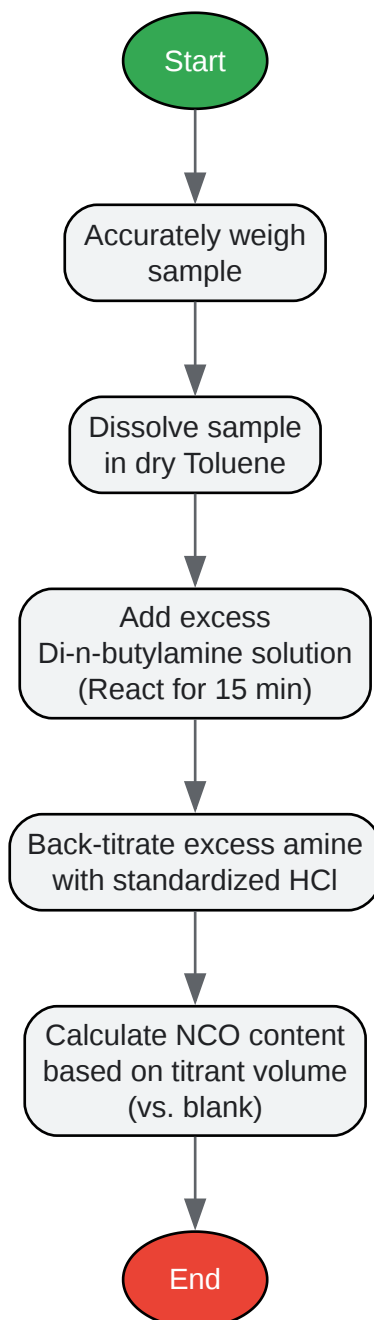 Start
Accurately weigh
sample
Dissolve sample
in dry Toluene
Add excess
Di-n-butylamine solution
(React for 15 min)
Back-titrate excess amine
with standardized HCl
Calculate NCO content
based on titrant volume
(vs. blank)
End